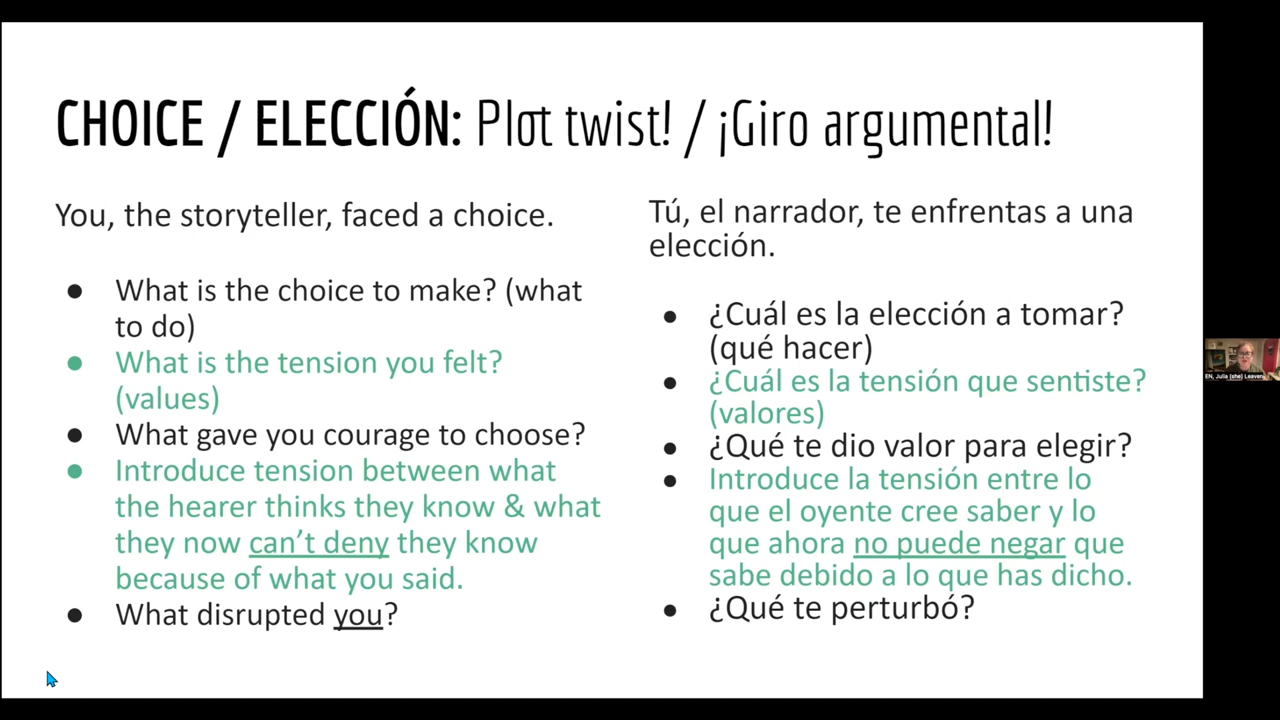 CHOICE / ELECCIÓN: Plot twist! / ¡Giro argumental!
You, the storyteller, faced a choice.
● What is the choice to make? (what
to do)
● What is the tension you felt?
(values)
● What gave you courage to choose?
● Introduce tension between what
the hearer thinks they know & what
they now can't deny they know
because of what you said.
● What disrupted you?
Tú, el narrador, te enfrentas a una
elección.
● ¿Cuál es la elección a tomar?
(qué hacer)
● ¿Cuál es la tensión que sentiste?
(valores)
● ¿Qué te dio valor para elegir?
● Introduce la tensión entre lo
que el oyente cree saber y lo
que ahora no puede negar que
sabe debido a lo que has dicho.
● ¿Qué te perturbó?
EN, Julia (she) Leaven